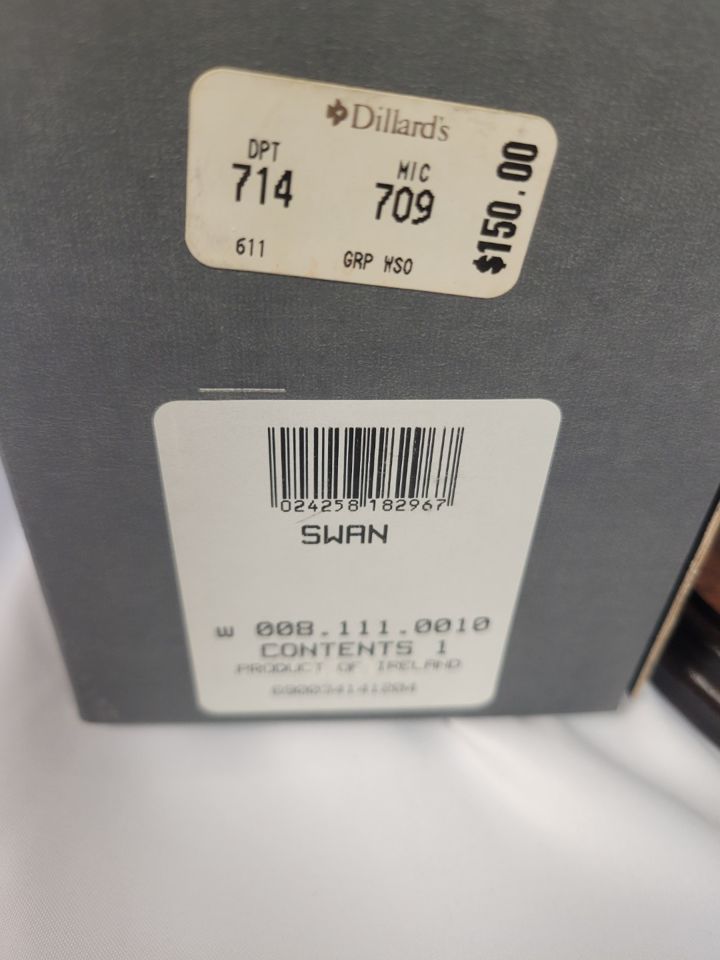 Dillard's
DPT
714
MIC
709
$150.00
611
GRP WSO
024258 182967
SWAN
W 008.111.0010
CONTENTS 1
PRODUCT OF IRELAND